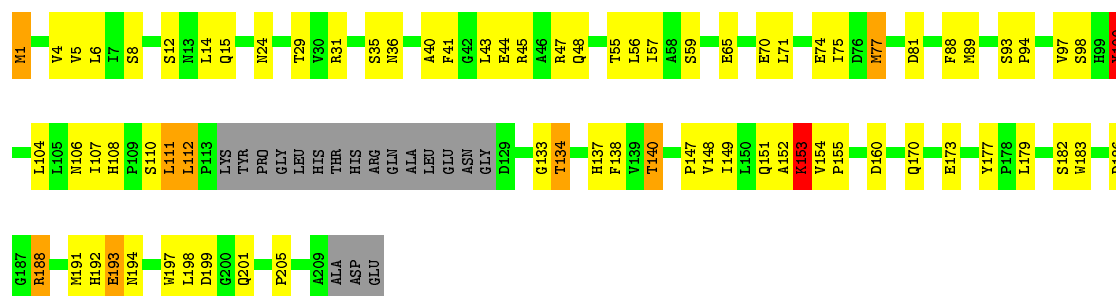 M1 V4 V5 L6 I7 S8 S12 N13 L14 Q15 N24 T29 V30 R31 S35 N36 A40 F41 G42 L43 E44 R45 A46 R47 Q48 T55 L56 I57 A58 S59 E65 E70 L71 E74 I75 D76 M77 D81 F88 M89 S93 P94 V97 S98 H99
L104 L105 N106 I107 H108 P109 S110 L111 L112 P113 LYS TYR PRO GLY LEU HIS THR HIS ARG GLN ALA LEU GLU ASN GLY D129 G133 T134 H137 F138 V139 T140 P147 V148 I149 L150 Q151 A152 K153 V154 P155 D160 Q170 E173 Y177 P178 L179 S182 W183
G187 R188 M191 H192 E193 N194 W197 L198 D199 G200 Q201 P205 A209 ALA ASP GLU